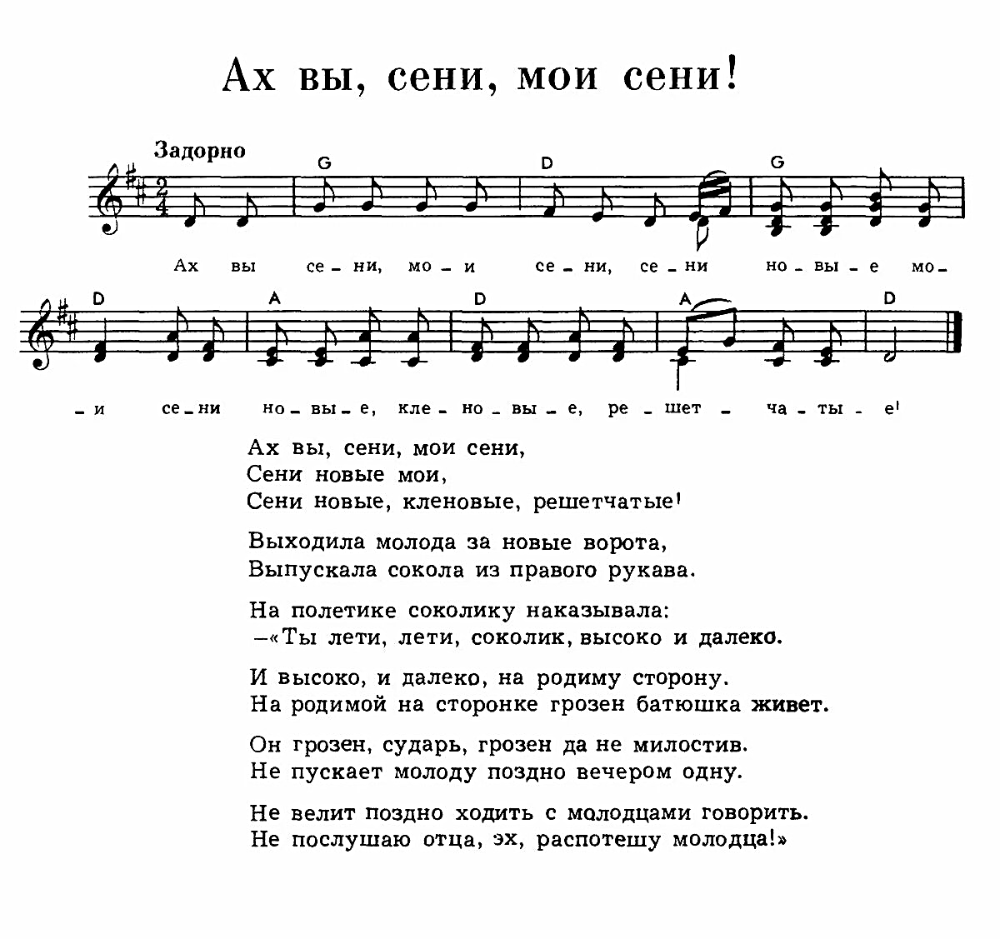 Ах вы, сени, мои сени!
Задорно
G D G
2
4
Ах вы се – ни, мо – и се – ни, се – ни но – вы – е мо –
D A D A D
– и се – ни но – вы – е, кле – но – вы – е, ре – шет – ча – ты – е!
Ах вы, сени, мои сени,
Сени новые мои,
Сени новые, кленовые, решетчатые!
Выходила молода за новые ворота,
Выпускала сокола из правого рукава.
На полетике соколику наказывала:
–«Ты лети, лети, соколик, высоко и далеко.
И высоко, и далеко, на родиму сторону.
На родимой на сторонке грозен батюшка живет.
Он грозен, сударь, грозен да не милостив.
Не пускает молоду поздно вечером одну.
Не велит поздно ходить с молодцами говорить.
Не послушаю отца, эх, распотешу молодца!»